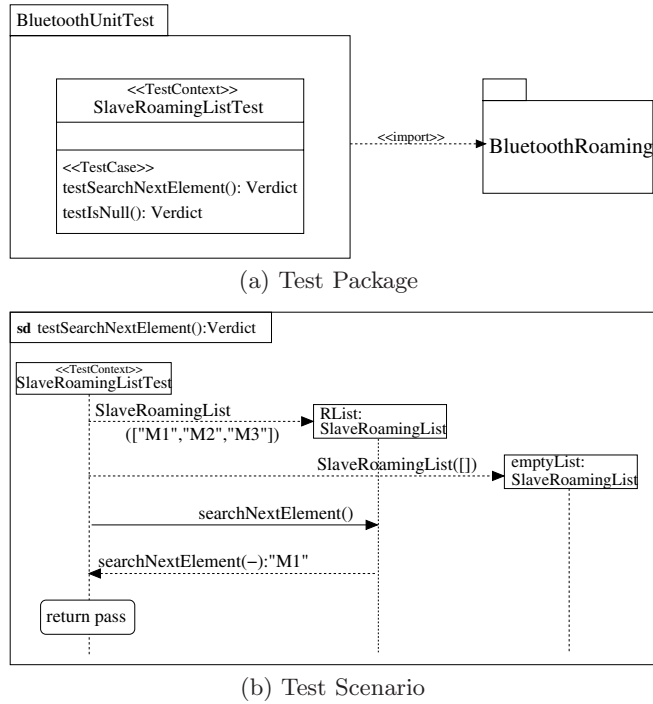 BluetoothUnitTest
<<TestContext>>
SlaveRoamingListTest
<<TestCase>>
testSearchNextElement(): Verdict
testIsNull(): Verdict
<<import>>
BluetoothRoaming
(a) Test Package
sd testSearchNextElement():Verdict
<<TestContext>>
SlaveRoamingListTest
SlaveRoamingList
(["M1","M2","M3"])
RList:
SlaveRoamingList
SlaveRoamingList([])
emptyList:
SlaveRoamingList
searchNextElement()
searchNextElement(−):"M1"
return pass
(b) Test Scenario